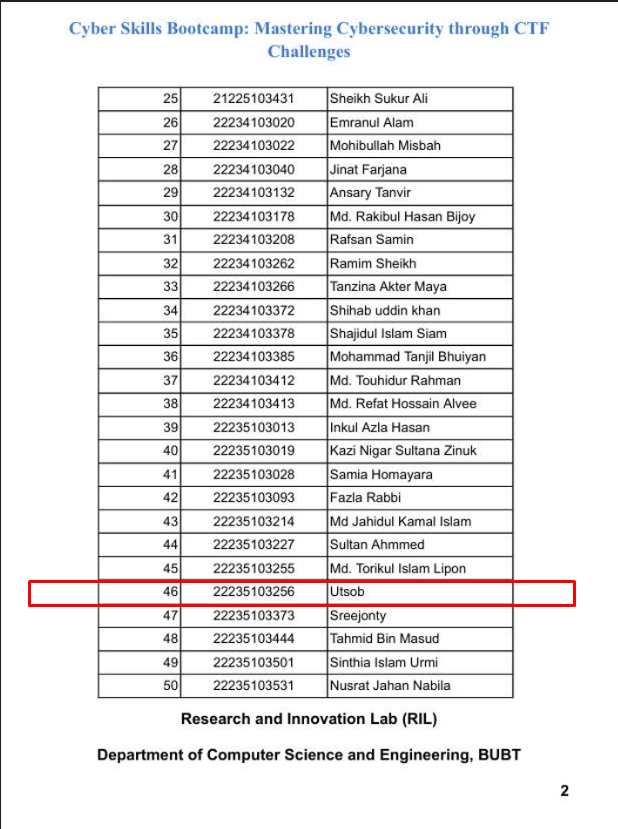 Cyber Skills Bootcamp: Mastering Cybersecurity through CTF
Challenges
25 21225103431 Sheikh Sukur Ali
26 22234103020 Emranul Alam
27 22234103022 Mohibullah Misbah
28 22234103040 Jinat Farjana
29 22234103132 Ansary Tanvir
30 22234103178 Md. Rakibul Hasan Bijoy
31 22234103208 Rafsan Samin
32 22234103262 Ramim Sheikh
33 22234103266 Tanzina Akter Maya
34 22234103372 Shihab uddin khan
35 22234103378 Shajidul Islam Siam
36 22234103385 Mohammad Tanjil Bhuiyan
37 22234103412 Md. Touhidur Rahman
38 22234103413 Md. Refat Hossain Alvee
39 22235103013 Inkul Azla Hasan
40 22235103019 Kazi Nigar Sultana Zinuk
41 22235103028 Samia Homayara
42 22235103093 Fazla Rabbi
43 22235103214 Md Jahidul Kamal Islam
44 22235103227 Sultan Ahmmed
45 22235103255 Md. Torikul Islam Lipon
46 22235103256 Utsob
47 22235103373 Sreejonty
48 22235103444 Tahmid Bin Masud
49 22235103501 Sinthia Islam Urmi
50 22235103531 Nusrat Jahan Nabila
Research and Innovation Lab (RIL)
Department of Computer Science and Engineering, BUBT
2